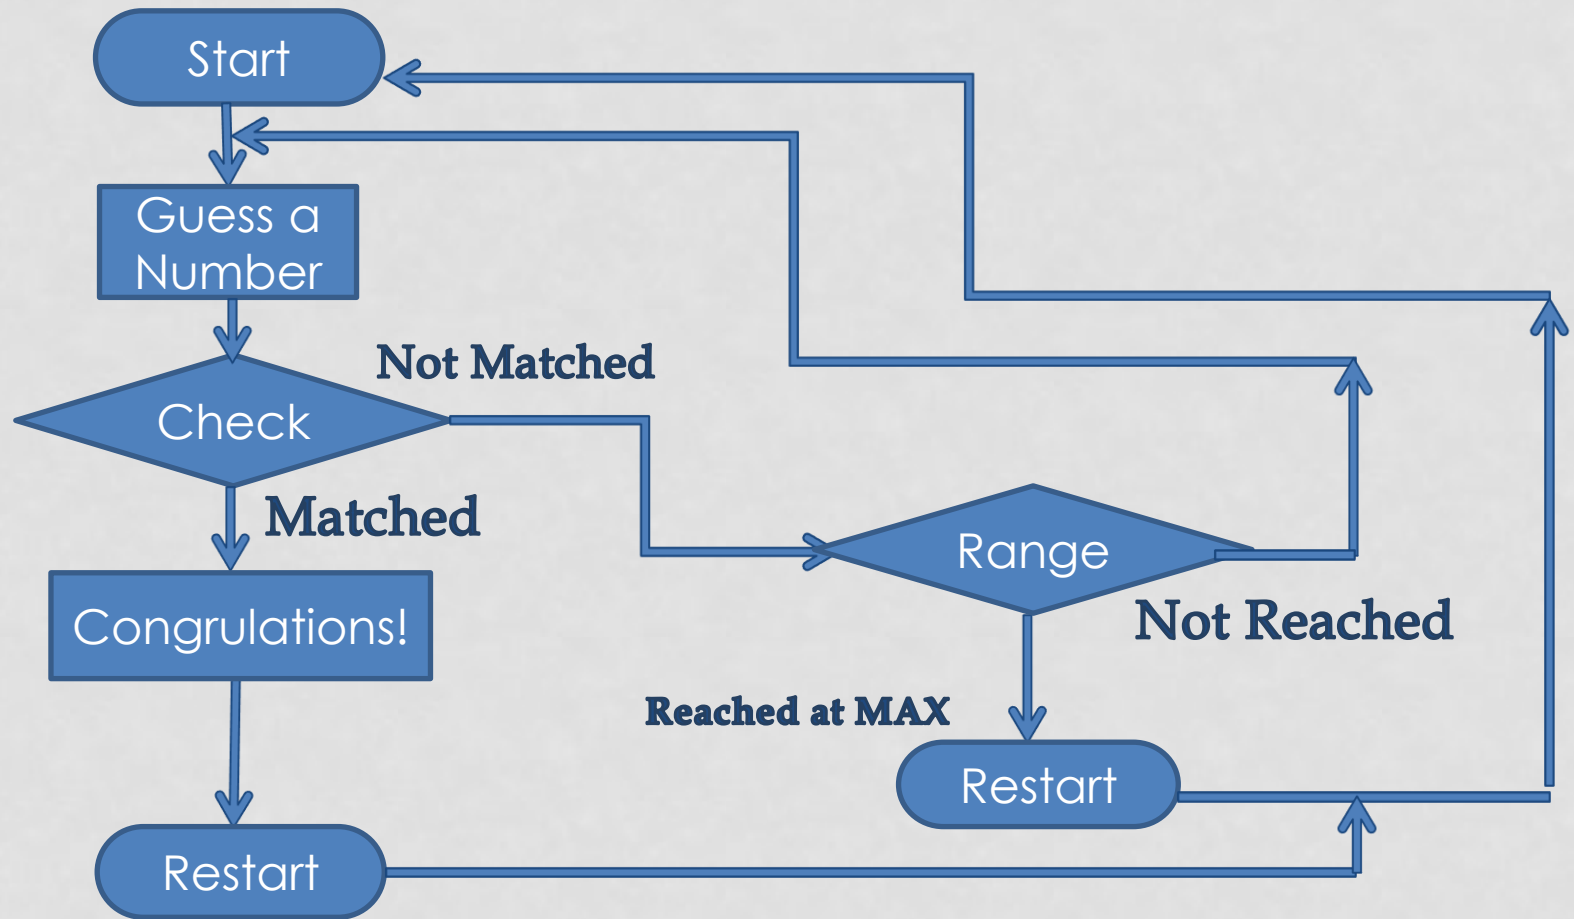 Start
Guess a
Number
Not Matched
Check
Matched
Range
Congrulations!
Not Reached
Reached at MAX
Restart
Restart